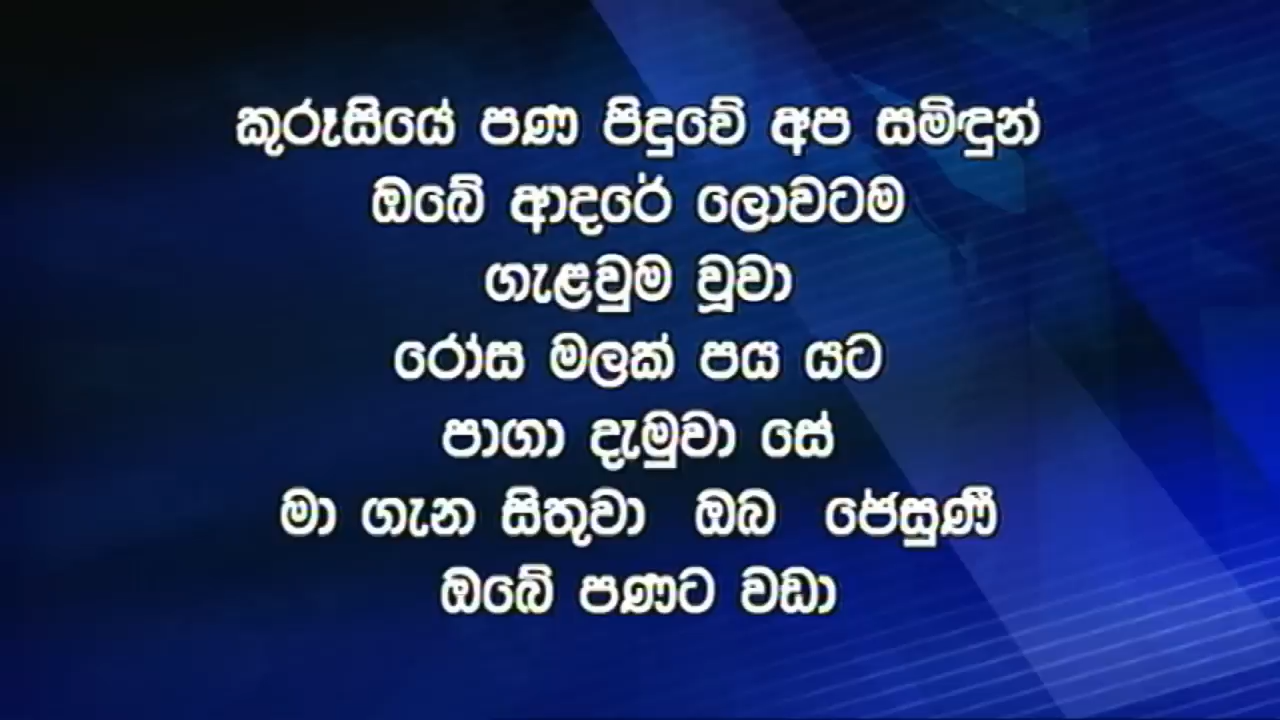 කුරුසියේ පණ පිදුවේ අප සමිඳුන්
ඔබේ ආදරේ ලොවටම
ගැළවුම වූවා
රෝස මලක් පය යට
පාගා දැමුවා සේ
මා ගැන සිතුවා ඔබ ජේසුණී
ඔබේ පණට වඩා